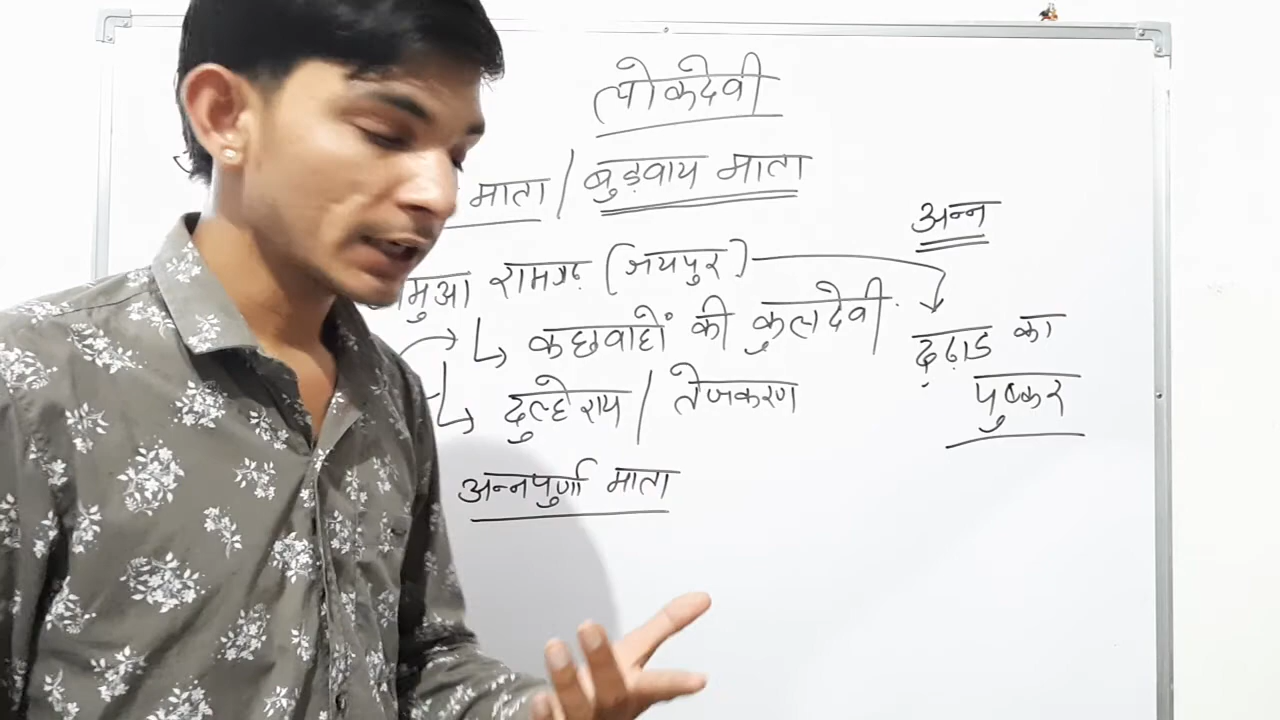 लोकदेवी
माता / बुड़वाय माता
अन्न
मुआ रामगढ़ (जयपुर)
कछवाहों की कुलदेवी
ढूढ़ाड का
पुष्कर
दुल्हेराय / तेजकरण
अन्नपुर्णा माता